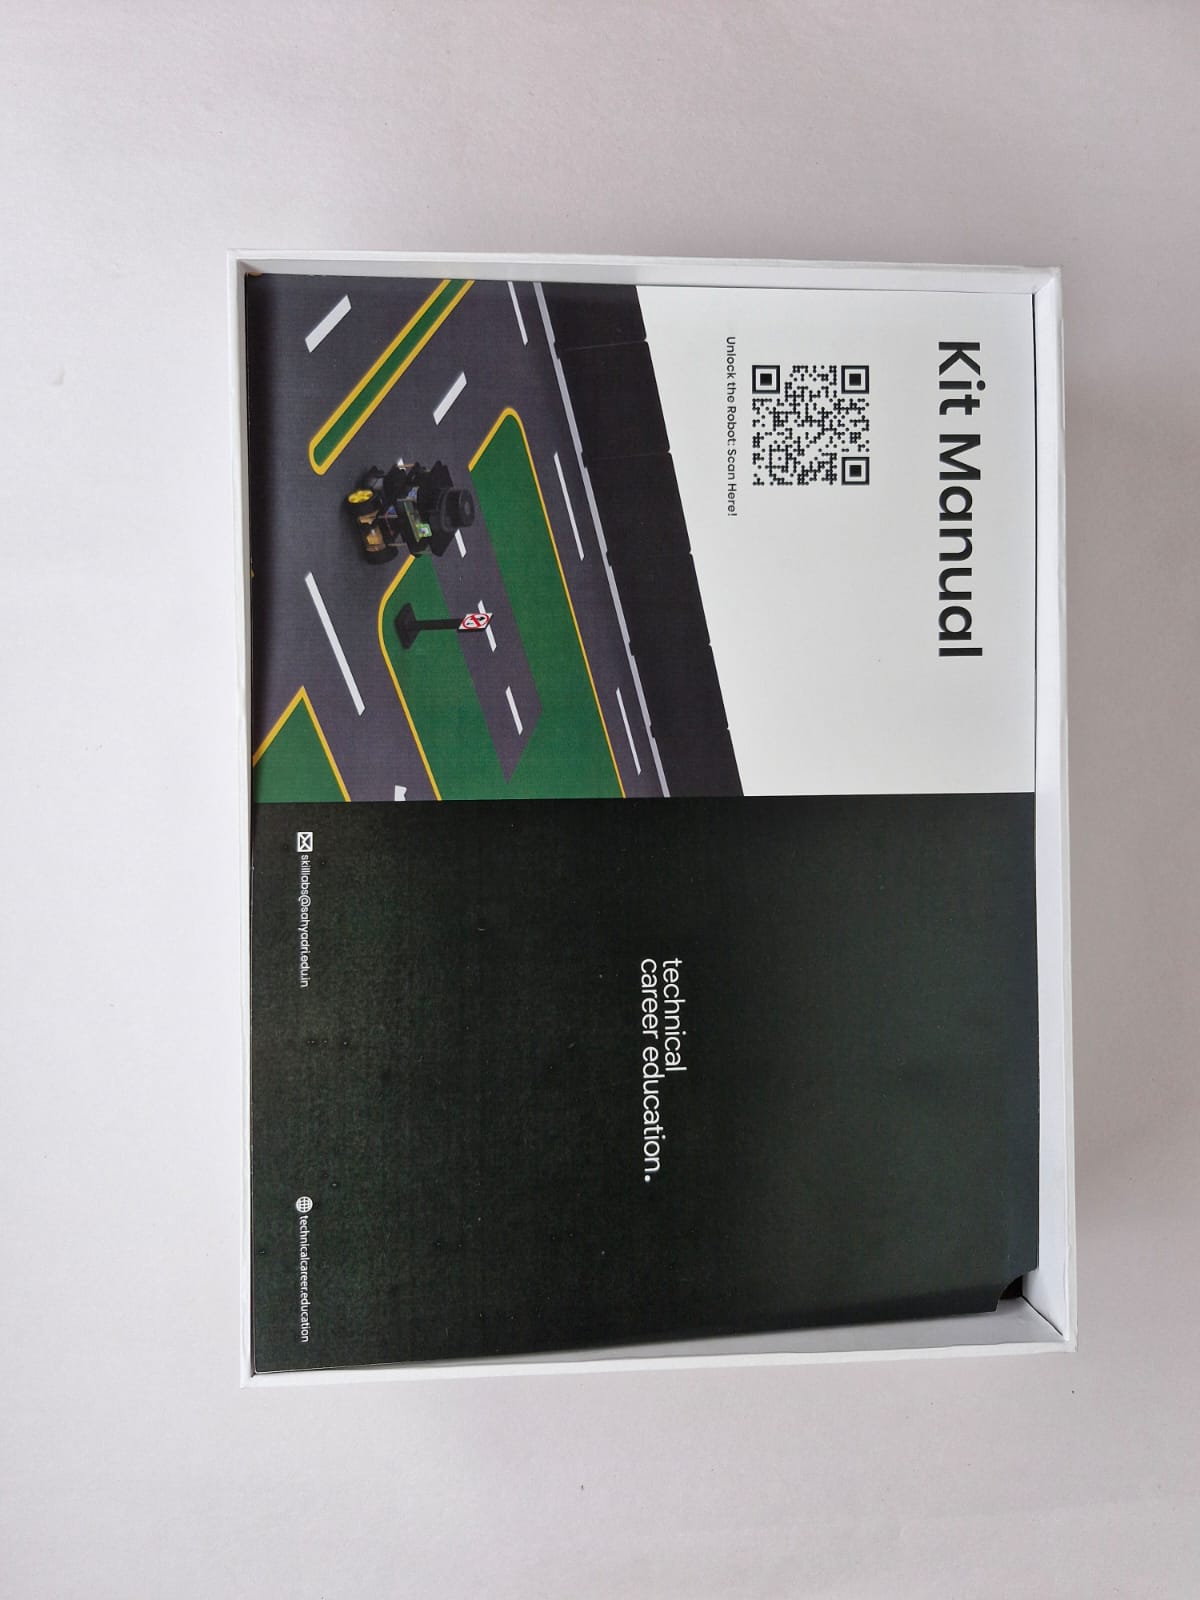 Kit Manual
Unlock the Robot: Scan Here!
technical
career education.
skilllabs@sahyadri.edu.in
technicalcareer.education